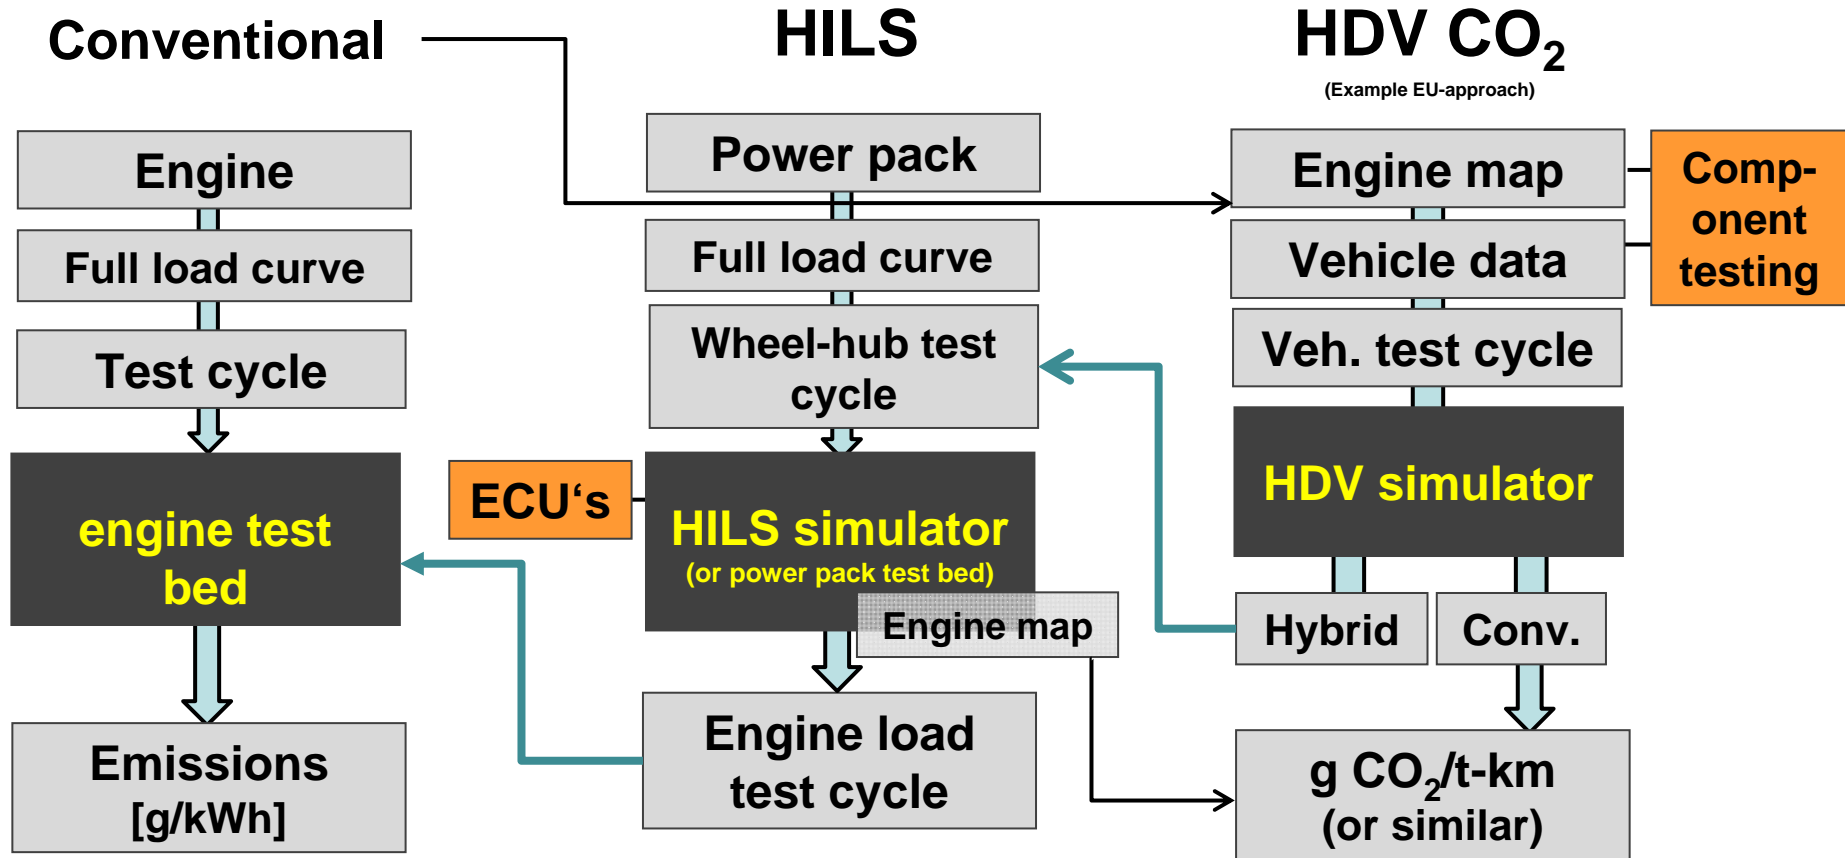 Conventional
HILS
HDV CO₂
(Example EU-approach)
Engine
Full load curve
Test cycle
engine test
bed
Emissions
[g/kWh]
Power pack
Full load curve
Wheel-hub test
cycle
ECU‘s
HILS simulator
(or power pack test bed)
Engine map
Engine load
test cycle
Engine map
Vehicle data
Veh. test cycle
HDV simulator
Hybrid
Conv.
g CO₂/t-km
(or similar)
Comp-
onent
testing